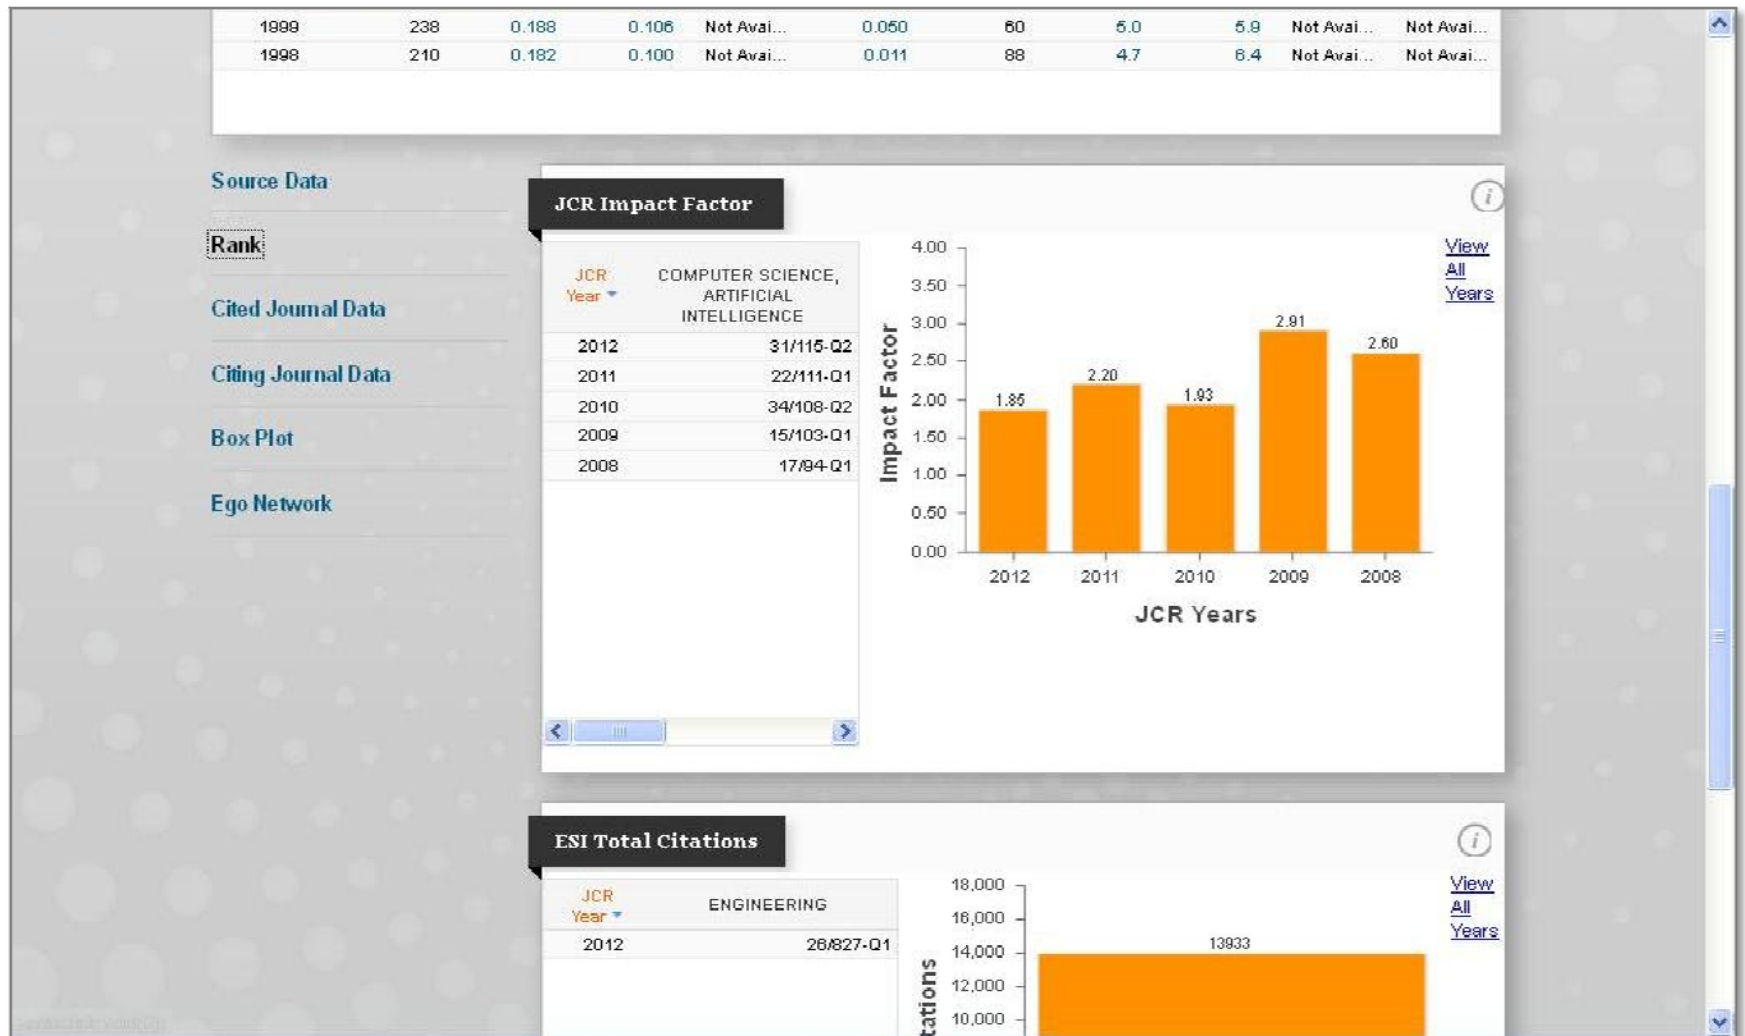 1999 238 0.188 0.106 Not Avai... 0.050 60 5.0 5.9 Not Avai... Not Avai...
1998 210 0.182 0.100 Not Avai... 0.011 88 4.7 6.4 Not Avai... Not Avai...
Source Data
Rank
Cited Journal Data
Citing Journal Data
Box Plot
Ego Network
JCR Impact Factor
JCR
Year
COMPUTER SCIENCE,
ARTIFICIAL
INTELLIGENCE
2012 31/115-Q2
2011 22/111-Q1
2010 34/108-Q2
2009 15/103-Q1
2008 17/94-Q1
Impact Factor
4.00
3.50
3.00
2.50
2.00
1.50
1.00
0.50
0.00
1.85
2.20
1.93
2.91
2.60
2012 2011 2010 2009 2008
JCR Years
View
All
Years
ESI Total Citations
JCR
Year
ENGINEERING
2012 26/827-Q1
18,000
16,000
14,000
12,000
10,000
tations
13933
View
All
Years